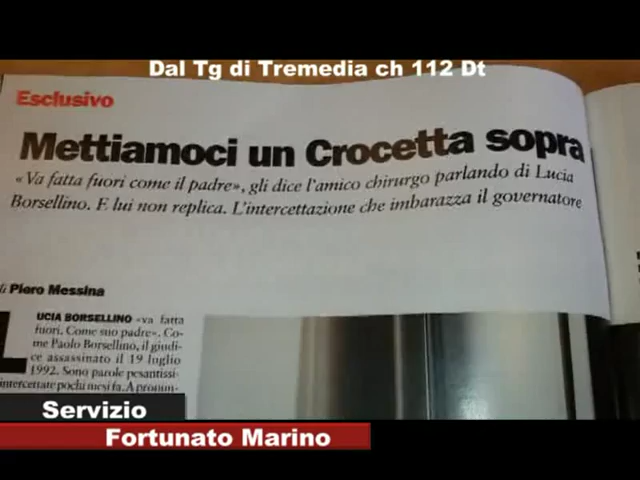 Dal Tg di Tremedia ch 112 Dt
Esclusivo
Mettiamoci un Crocetta sopra
«Va fatta fuori come il padre», gli dice l'amico chirurgo parlando di Lucia
Borsellino. E lui non replica. L'intercettazione che imbarazza il governatore
di Piero Messina
LUCIA BORSELLINO «va fatta
fuori. Come suo padre». Co-
me Paolo Borsellino, il giudi-
ce assassinato il 19 luglio
1992. Sono parole pesantissi-
intercettate pochi mesi fa. A pronun-
Servizio
Fortunato Marino